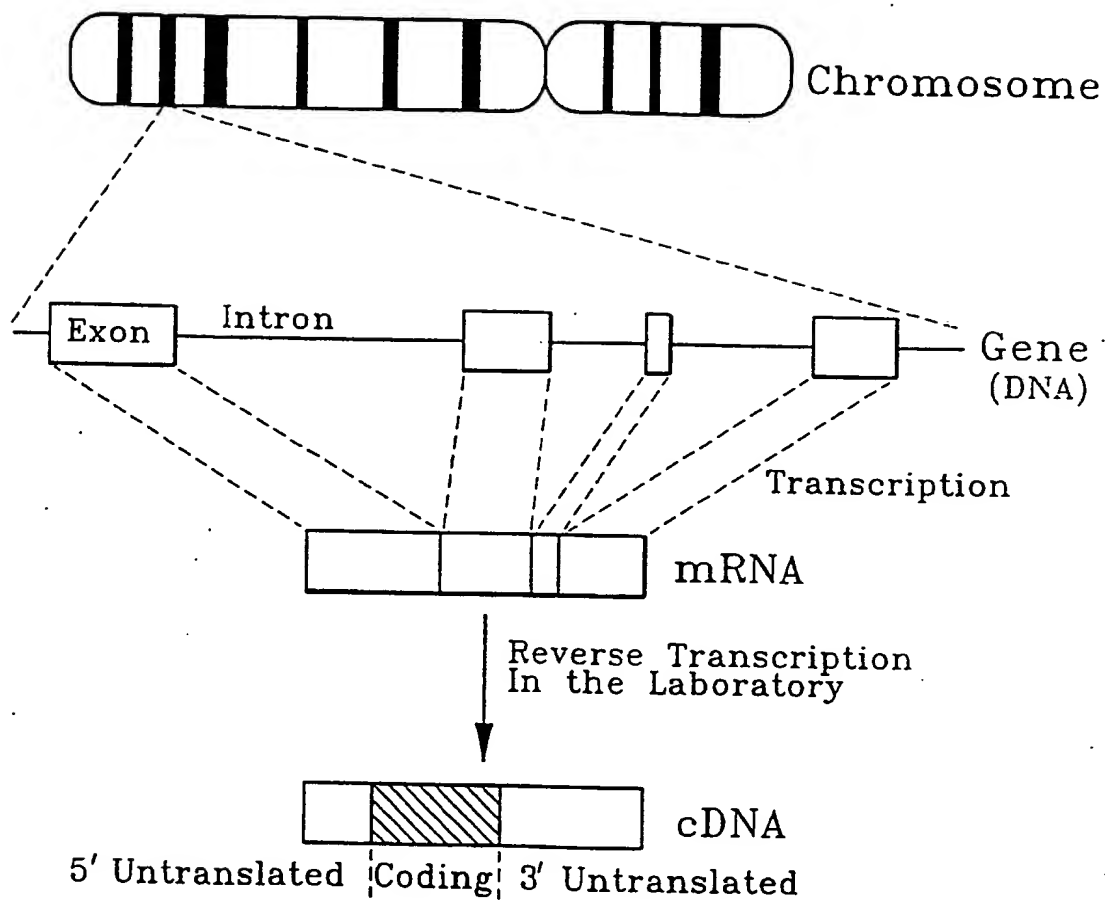 Chromosome
Exon
Intron
Gene
(DNA)
Transcription
mRNA
Reverse Transcription
In the Laboratory
cDNA
5' Untranslated
Coding
3' Untranslated